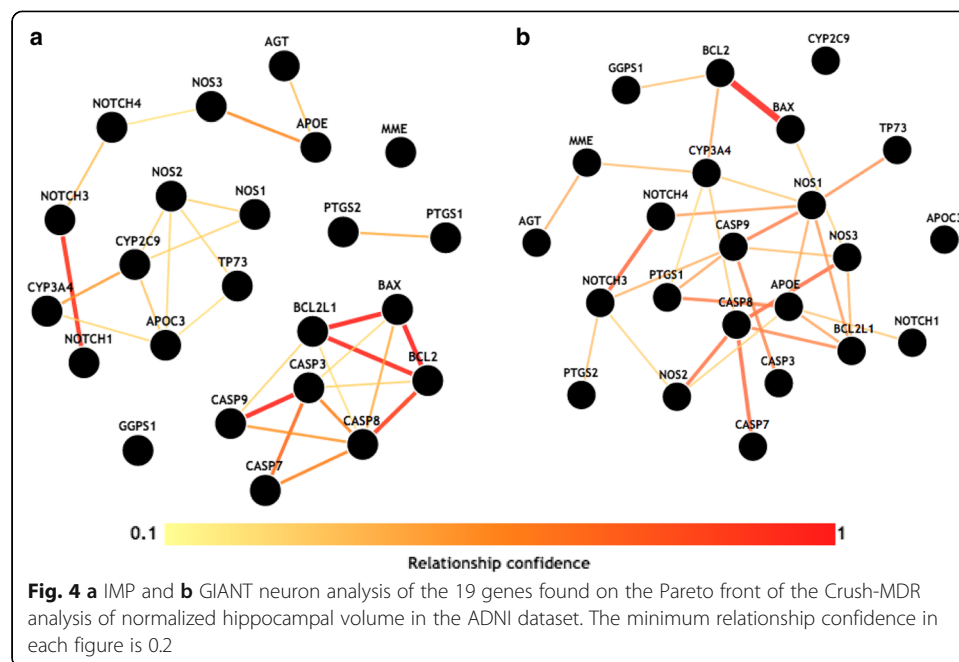 a
AGT
NOS3
NOTCH4
APOE
MME
NOS2
NOS1
NOTCH3
PTGS2
PTGS1
CYP2C9
TP73
CYP3A4
APOC3
BAX
BCL2L1
NOTCH1
BCL2
CASP3
CASP9
CASP8
GGPS1
CASP7
b
CYP2C9
BCL2
GGPS1
BAX
TP73
MME
CYP3A4
NOS1
NOTCH4
AGT
CASP9
APOC3
NOS3
NOTCH3
PTGS1
APOE
CASP8
BCL2L1
NOTCH1
CASP3
PTGS2
NOS2
CASP7
0.1
1
Relationship confidence
Fig. 4 a IMP and b GIANT neuron analysis of the 19 genes found on the Pareto front of the Crush-MDR
analysis of normalized hippocampal volume in the ADNI dataset. The minimum relationship confidence in
each figure is 0.2